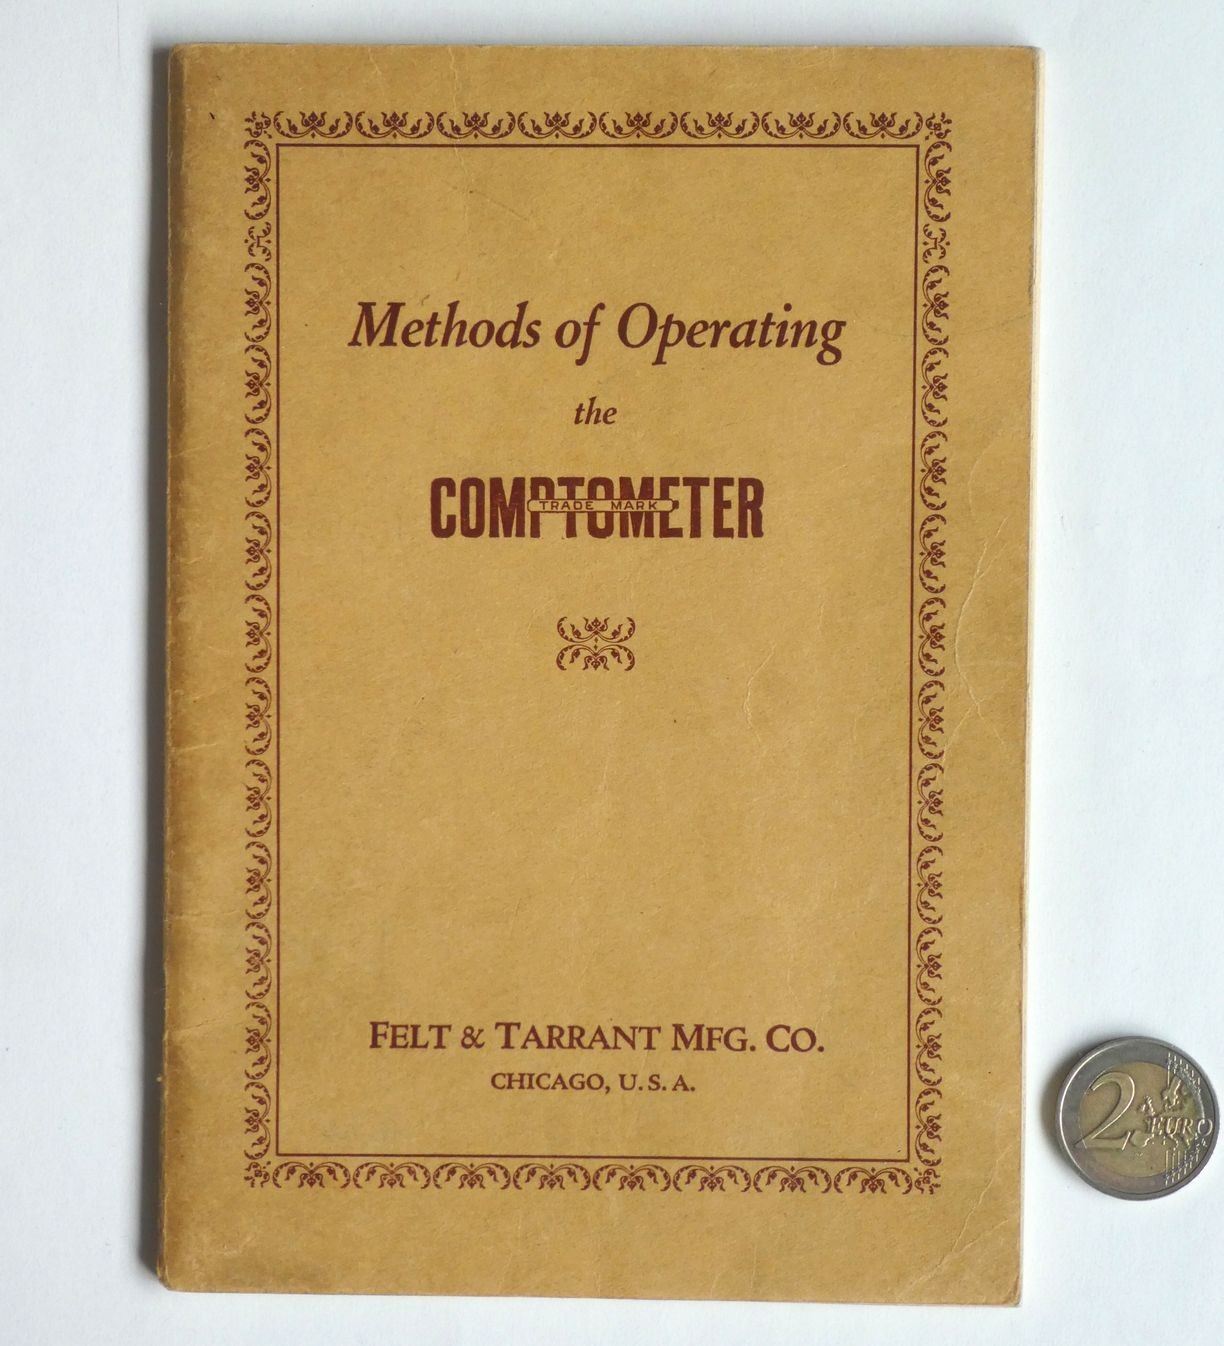 Methods of Operating
the
COMPTOMETER
TRADE MARK
FELT & TARRANT MFG. CO.
CHICAGO, U.S.A.
2 EURO